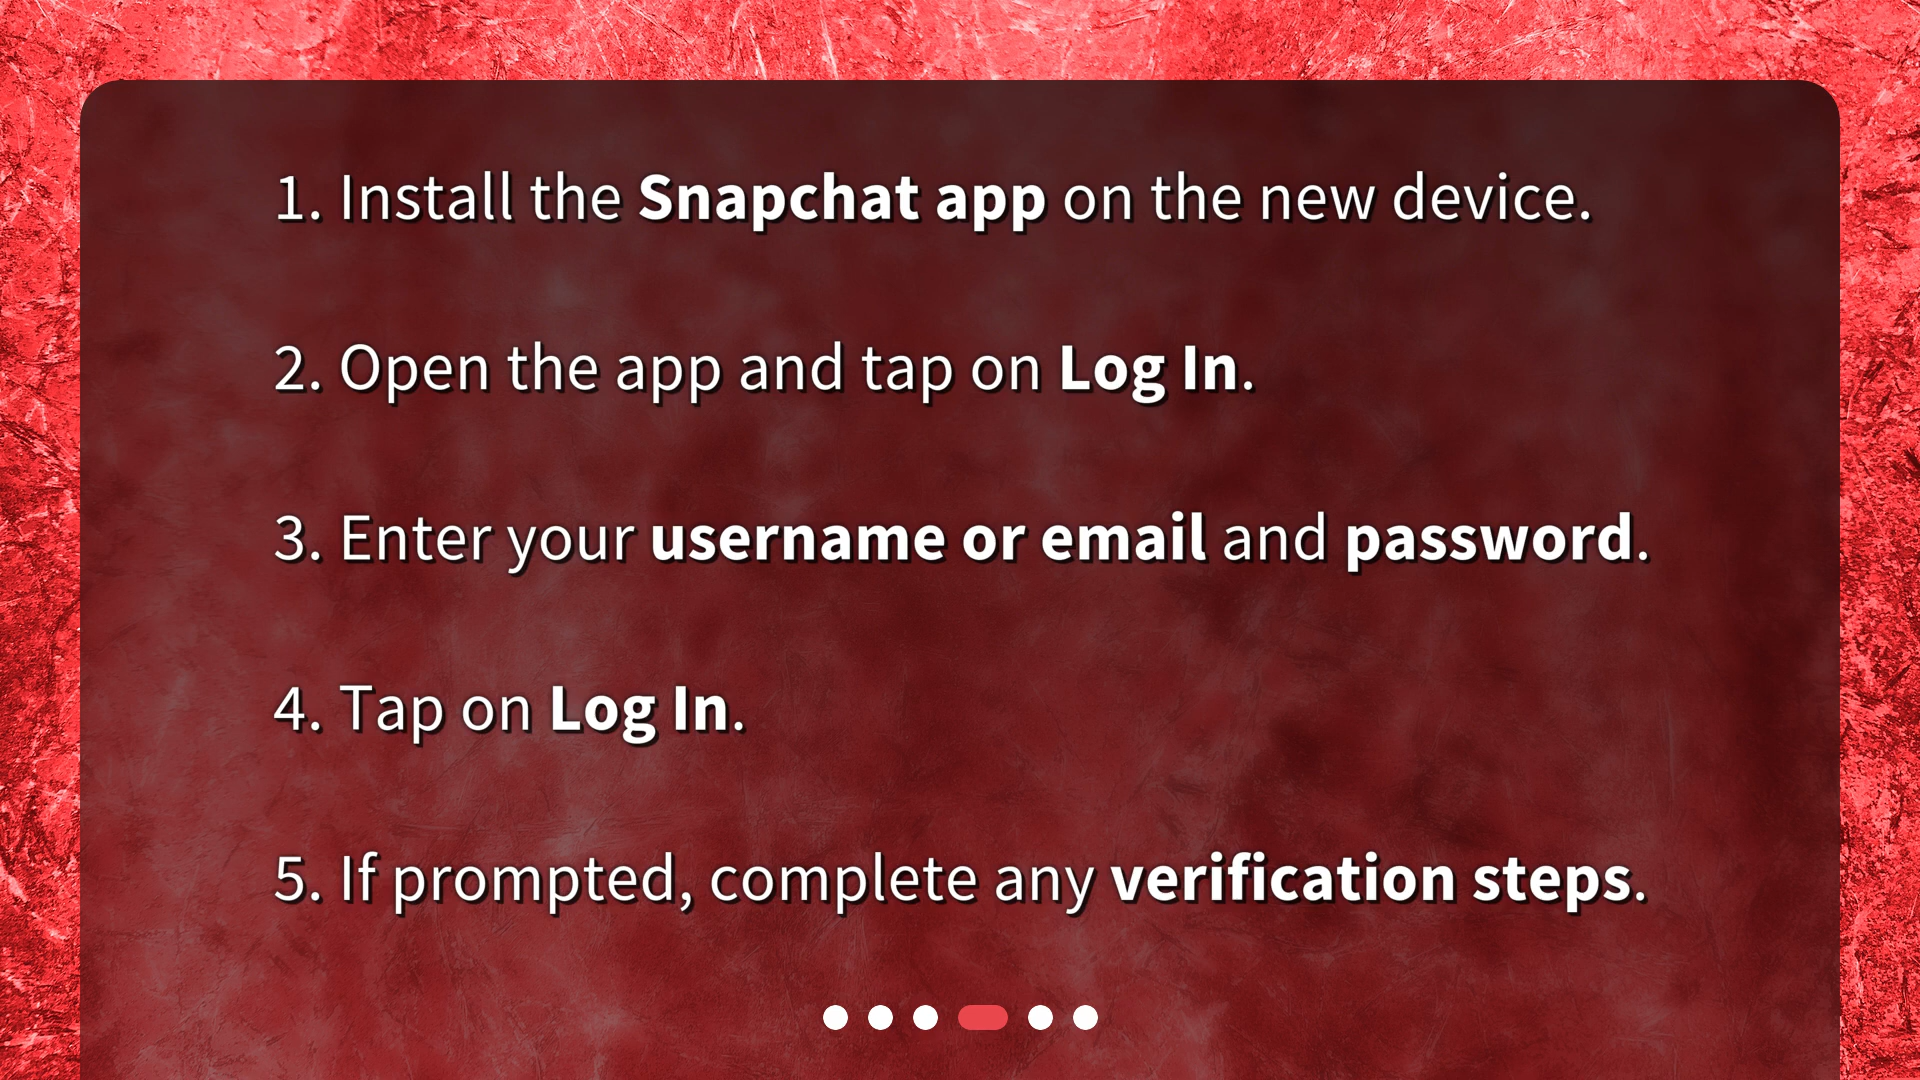 1. Install the Snapchat app on the new device.
2. Open the app and tap on Log In.
3. Enter your username or email and password.
4. Tap on Log In.
5. If prompted, complete any verification steps.